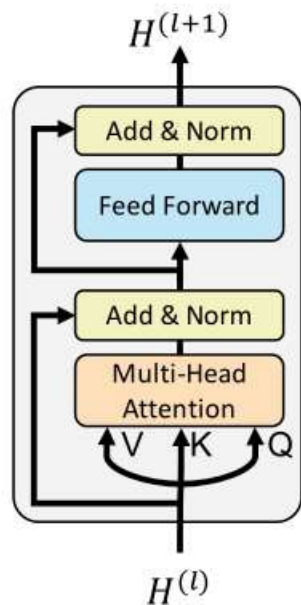 H^{(l+1)}
Add & Norm
Feed Forward
Add & Norm
Multi-Head
Attention
V K Q
H^{(l)}